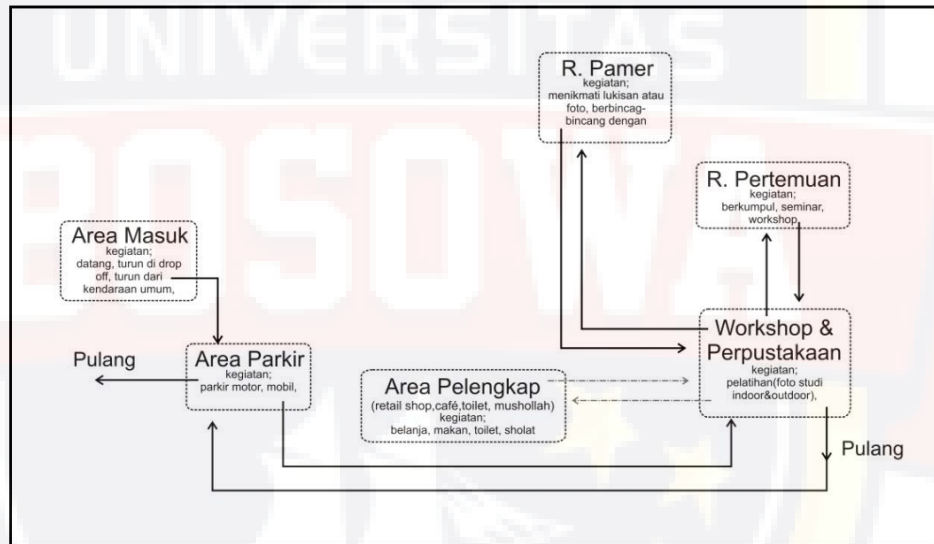 UNIVERSITAS
BOSOWA
R. Pamer
kegiatan;
menikmati lukisan atau
foto, berbincag-
bincang dengan
R. Pertemuan
kegiatan;
berkumpul, seminar,
workshop
Area Masuk
kegiatan;
datang, turun di drop
off, turun dari
kendaraan umum,
Workshop &
Perpustakaan
kegiatan;
pelatihan(foto studi
indoor&outdoor),
Pulang
Area Parkir
kegiatan;
parkir motor, mobil,
Area Pelengkap
(retail shop,café,toilet, mushollah)
kegiatan;
belanja, makan, toilet, sholat
Pulang